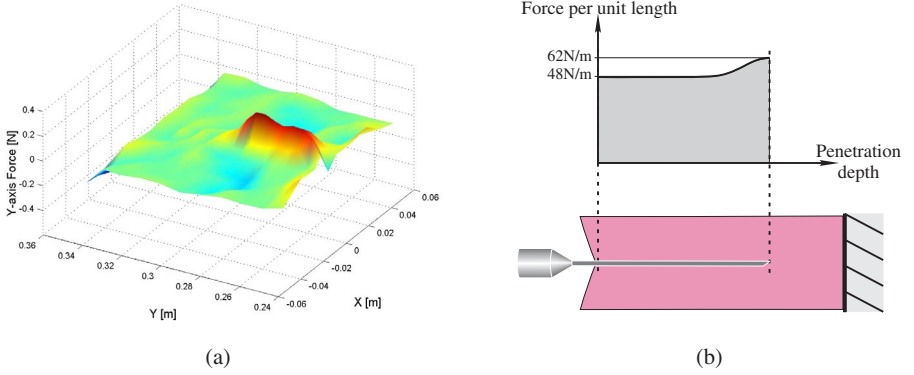 0.4
0.2
0
-0.2
-0.4
Y-axis Force [N]
0.36
0.34
0.32
0.3
0.28
0.26
0.24
Y [m]
-0.06
-0.04
-0.02
0
0.02
0.04
0.06
X [m]
(a)
Force per unit length
62N/m
48N/m
Penetration
depth
(b)